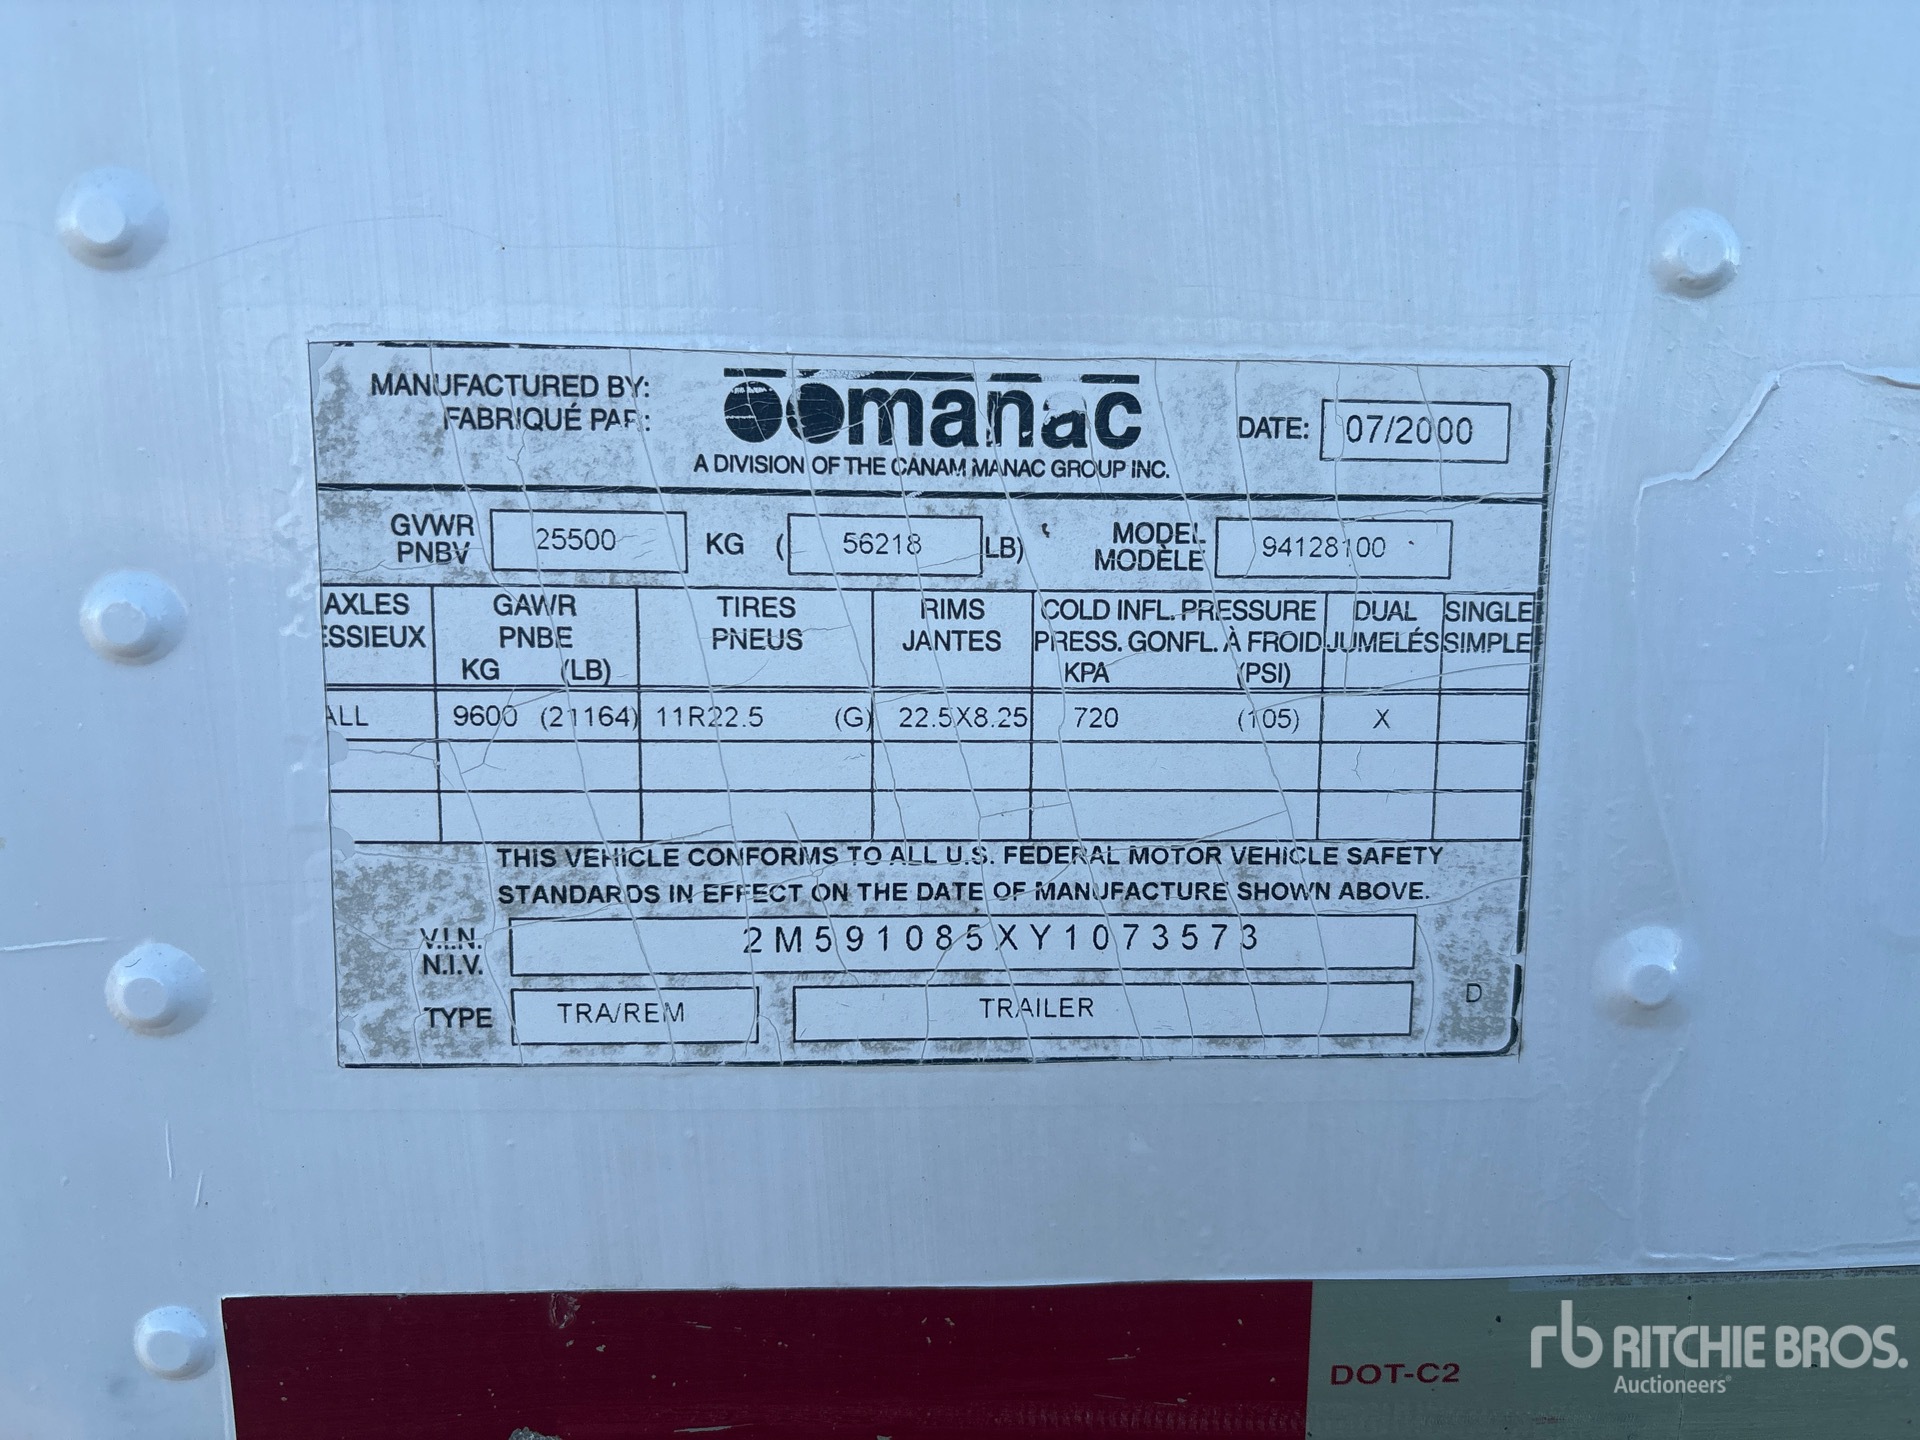 MANUFACTURED BY:
FABRIQUÉ PAR:
manac
A DIVISION OF THE CANAM MANAC GROUP INC.
DATE: 07/2000
GVWR
PNBV
25500 KG ( 56218 LB)
MODEL
MODÈLE
94128100
AXLES GAWR TIRES RIMS COLD INFL. PRESSURE DUAL SINGLE
ESSIEUX PNBE PNEUS JANTES PRESS. GONFL. À FROID JUMELÉS SIMPLE
KG (LB) KPA (PSI)
ALL 9600 (21164) 11R22.5 (G) 22.5X8.25 720 (105) X
THIS VEHICLE CONFORMS TO ALL U.S. FEDERAL MOTOR VEHICLE SAFETY
STANDARDS IN EFFECT ON THE DATE OF MANUFACTURE SHOWN ABOVE.
V.I.N.
N.I.V.
2M591085XY1073573
TYPE TRA/REM TRAILER D
DOT-C2
rb RITCHIE BROS.
Auctioneers